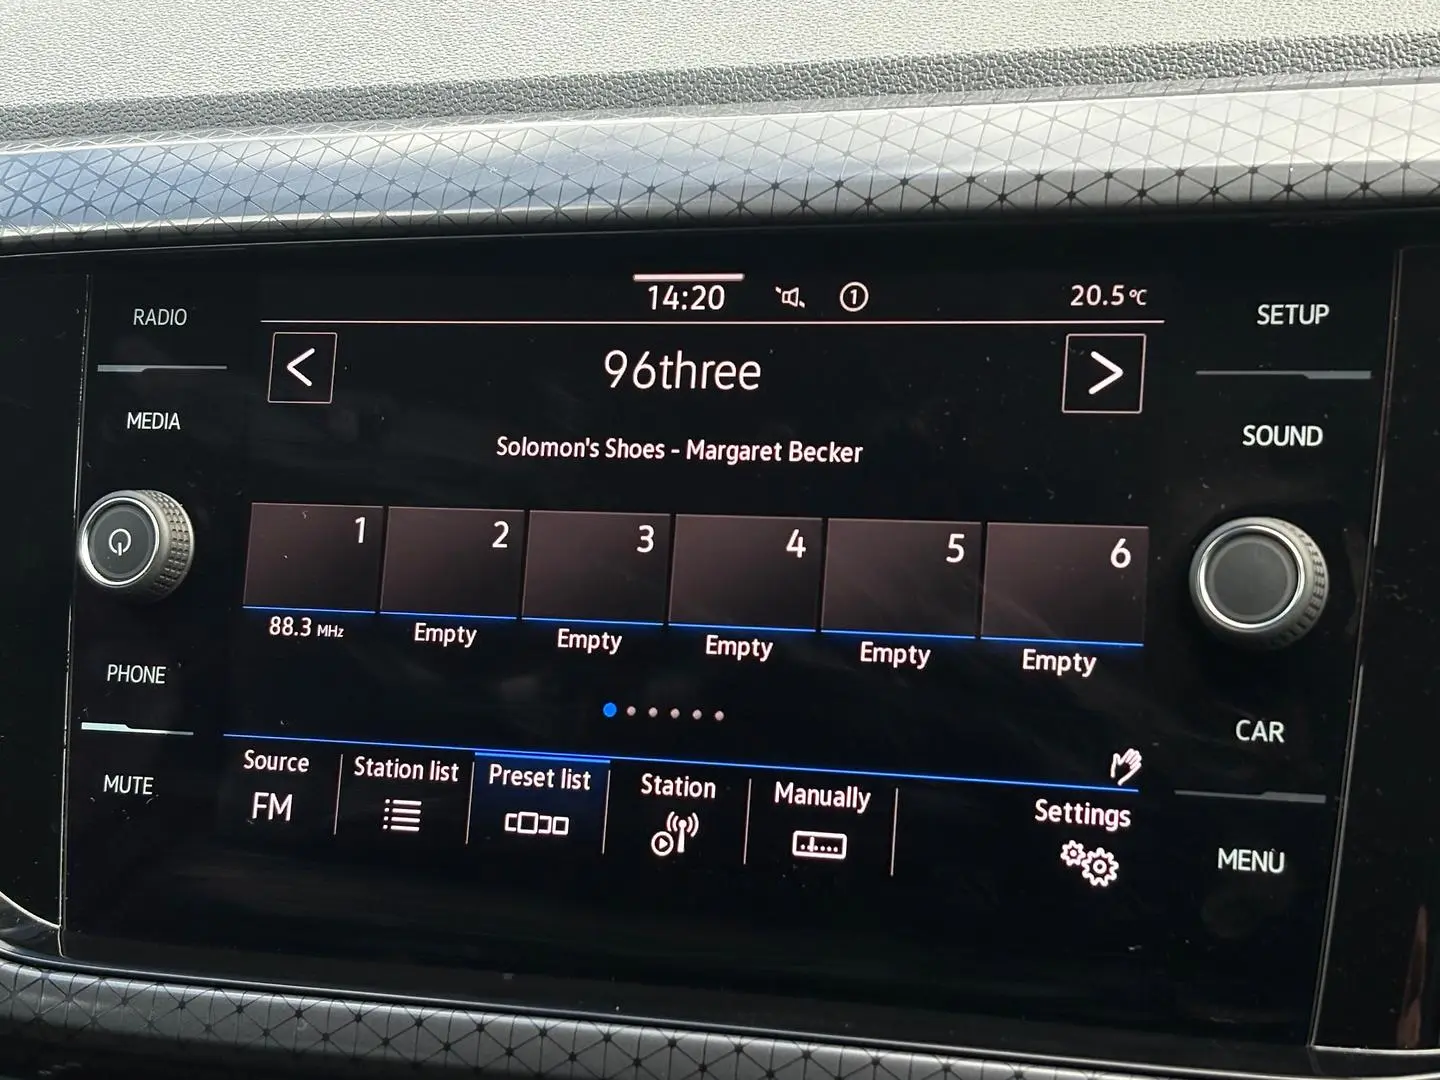 RADIO
MEDIA
PHONE
MUTE
14:20
1
20.5°C
96three
Solomon's Shoes - Margaret Becker
1 2 3 4 5 6
88.3 MHz Empty Empty Empty Empty Empty
Source Station list Preset list Station Manually Settings
FM
SETUP
SOUND
CAR
MENU